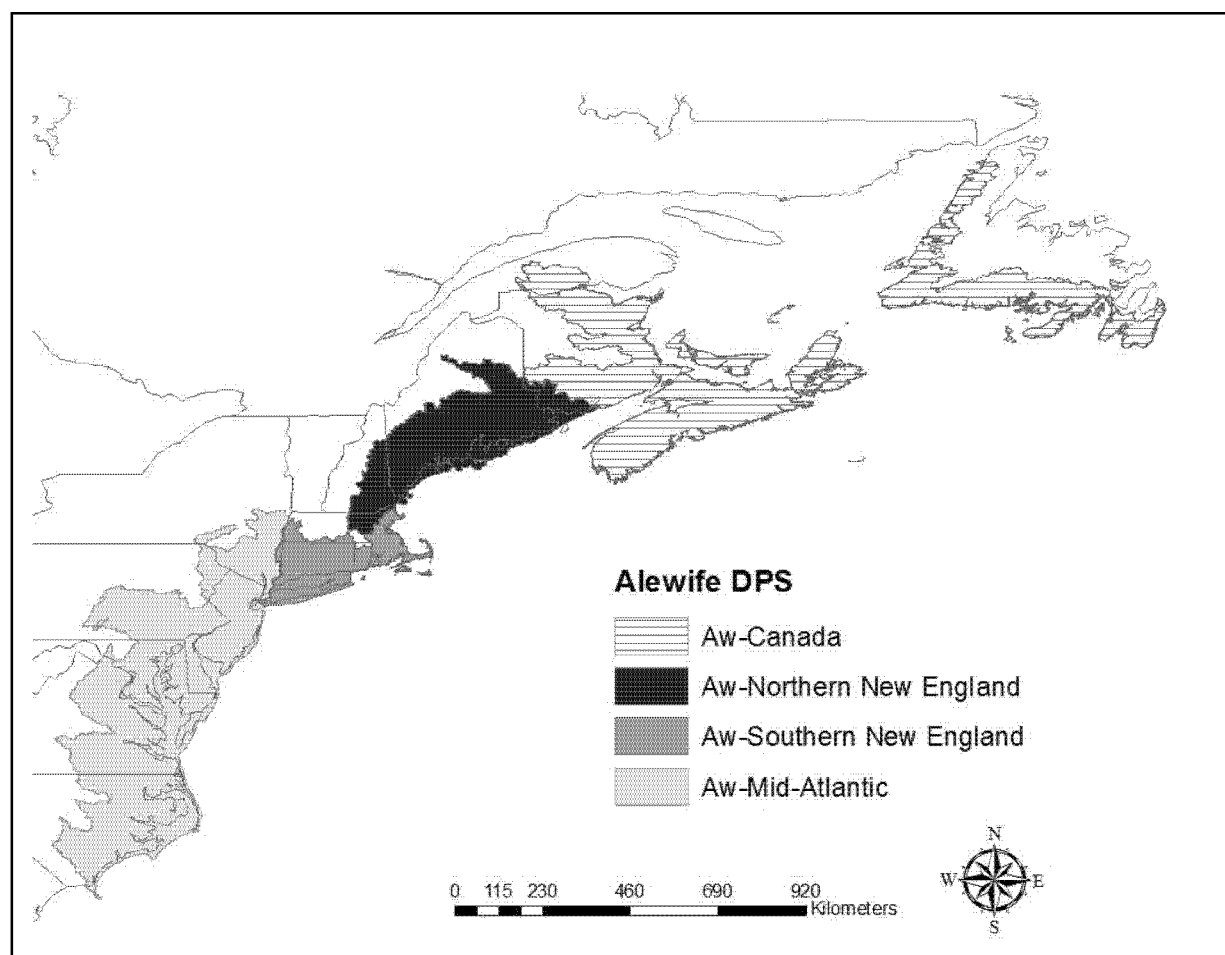 Alewife DPS
Aw-Canada
Aw-Northern New England
Aw-Southern New England
Aw-Mid-Atlantic
N
W E
S
0 115 230 460 690 920
Kilometers